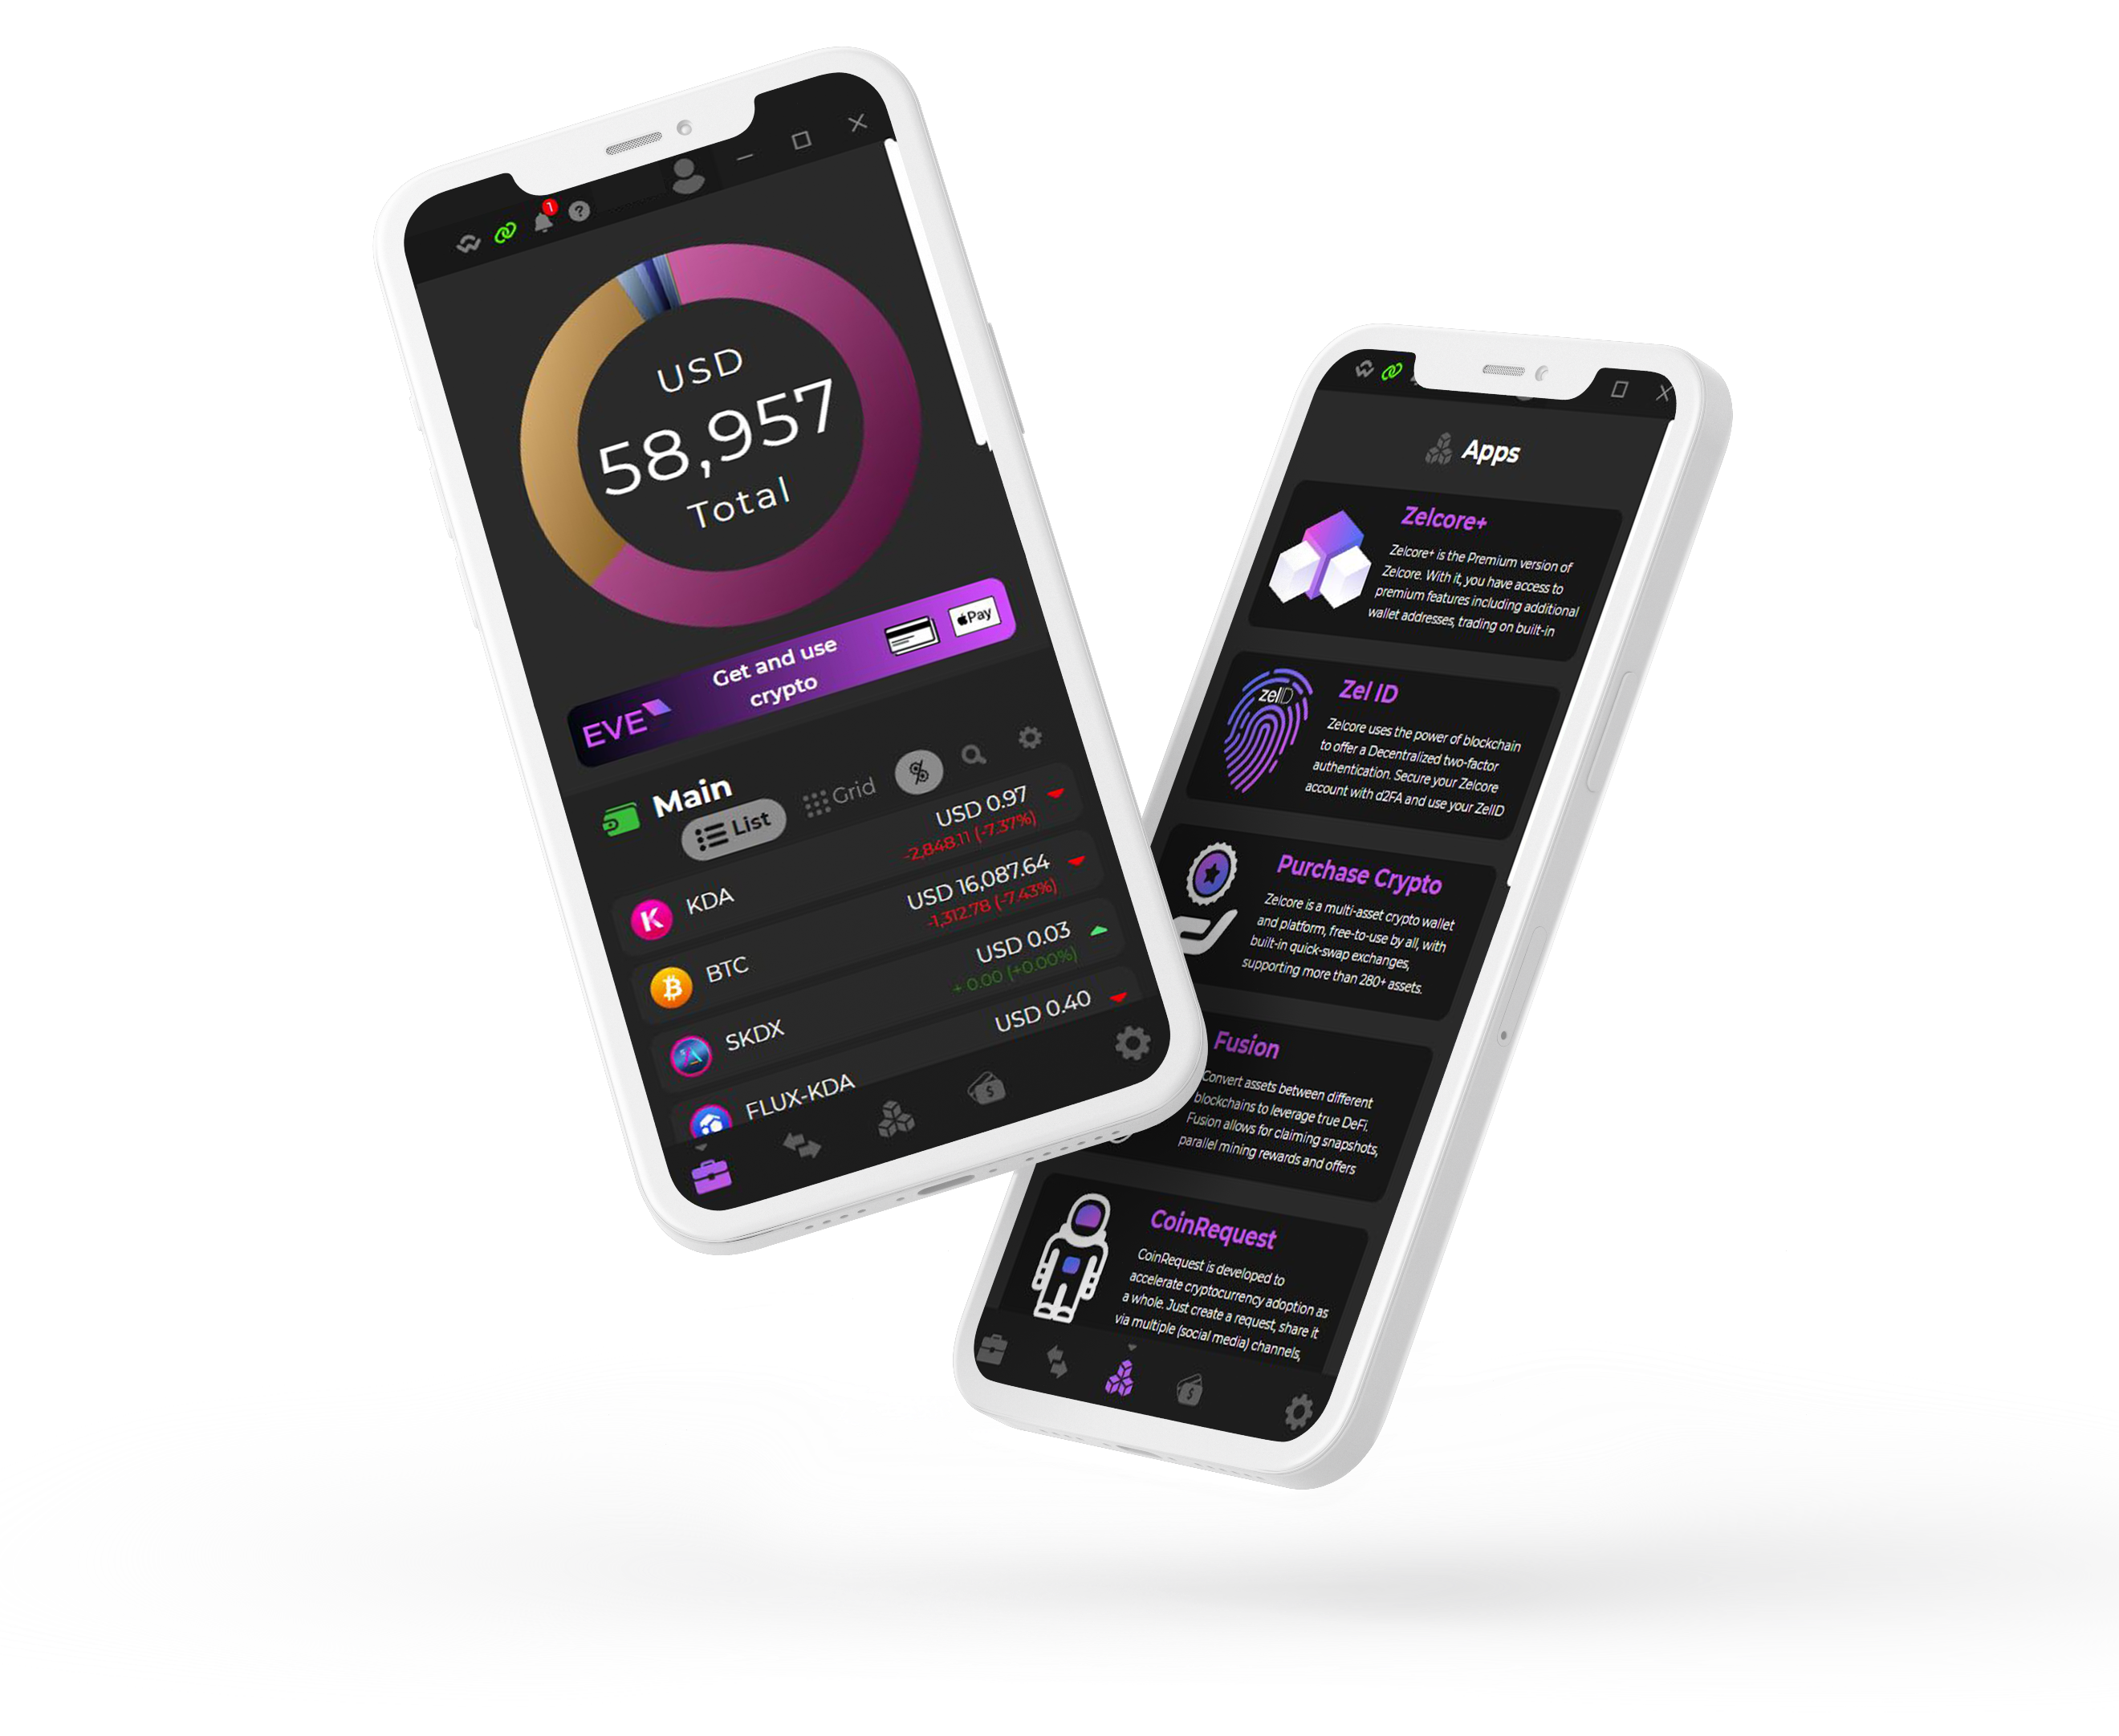 1
?
USD
58,957
Total
EVE
Get and use
crypto
Pay
Main
List
Grid
%
KDA
USD 0.97
-2,848.11 (-7.37%)
BTC
USD 16,087.64
-1,312.78 (-7.43%)
SKDX
USD 0.03
+ 0.00 (+0.00%)
FLUX-KDA
USD 0.40
Apps
Zelcore+
Zelcore+ is the Premium version of
Zelcore. With it, you have access to
premium features including additional
wallet addresses, trading on built-in
zelID
Zel ID
Zelcore uses the power of blockchain
to offer a Decentralized two-factor
authentication. Secure your Zelcore
account with d2FA and use your ZelID
Purchase Crypto
Zelcore is a multi-asset crypto wallet
and platform, free-to-use by all, with
built-in quick-swap exchanges,
supporting more than 280+ assets.
Fusion
Convert assets between different
blockchains to leverage true DeFi.
Fusion allows for claiming snapshots,
parallel mining rewards and offers
CoinRequest
CoinRequest is developed to
accelerate cryptocurrency adoption as
a whole. Just create a request, share it
via multiple (social media) channels,